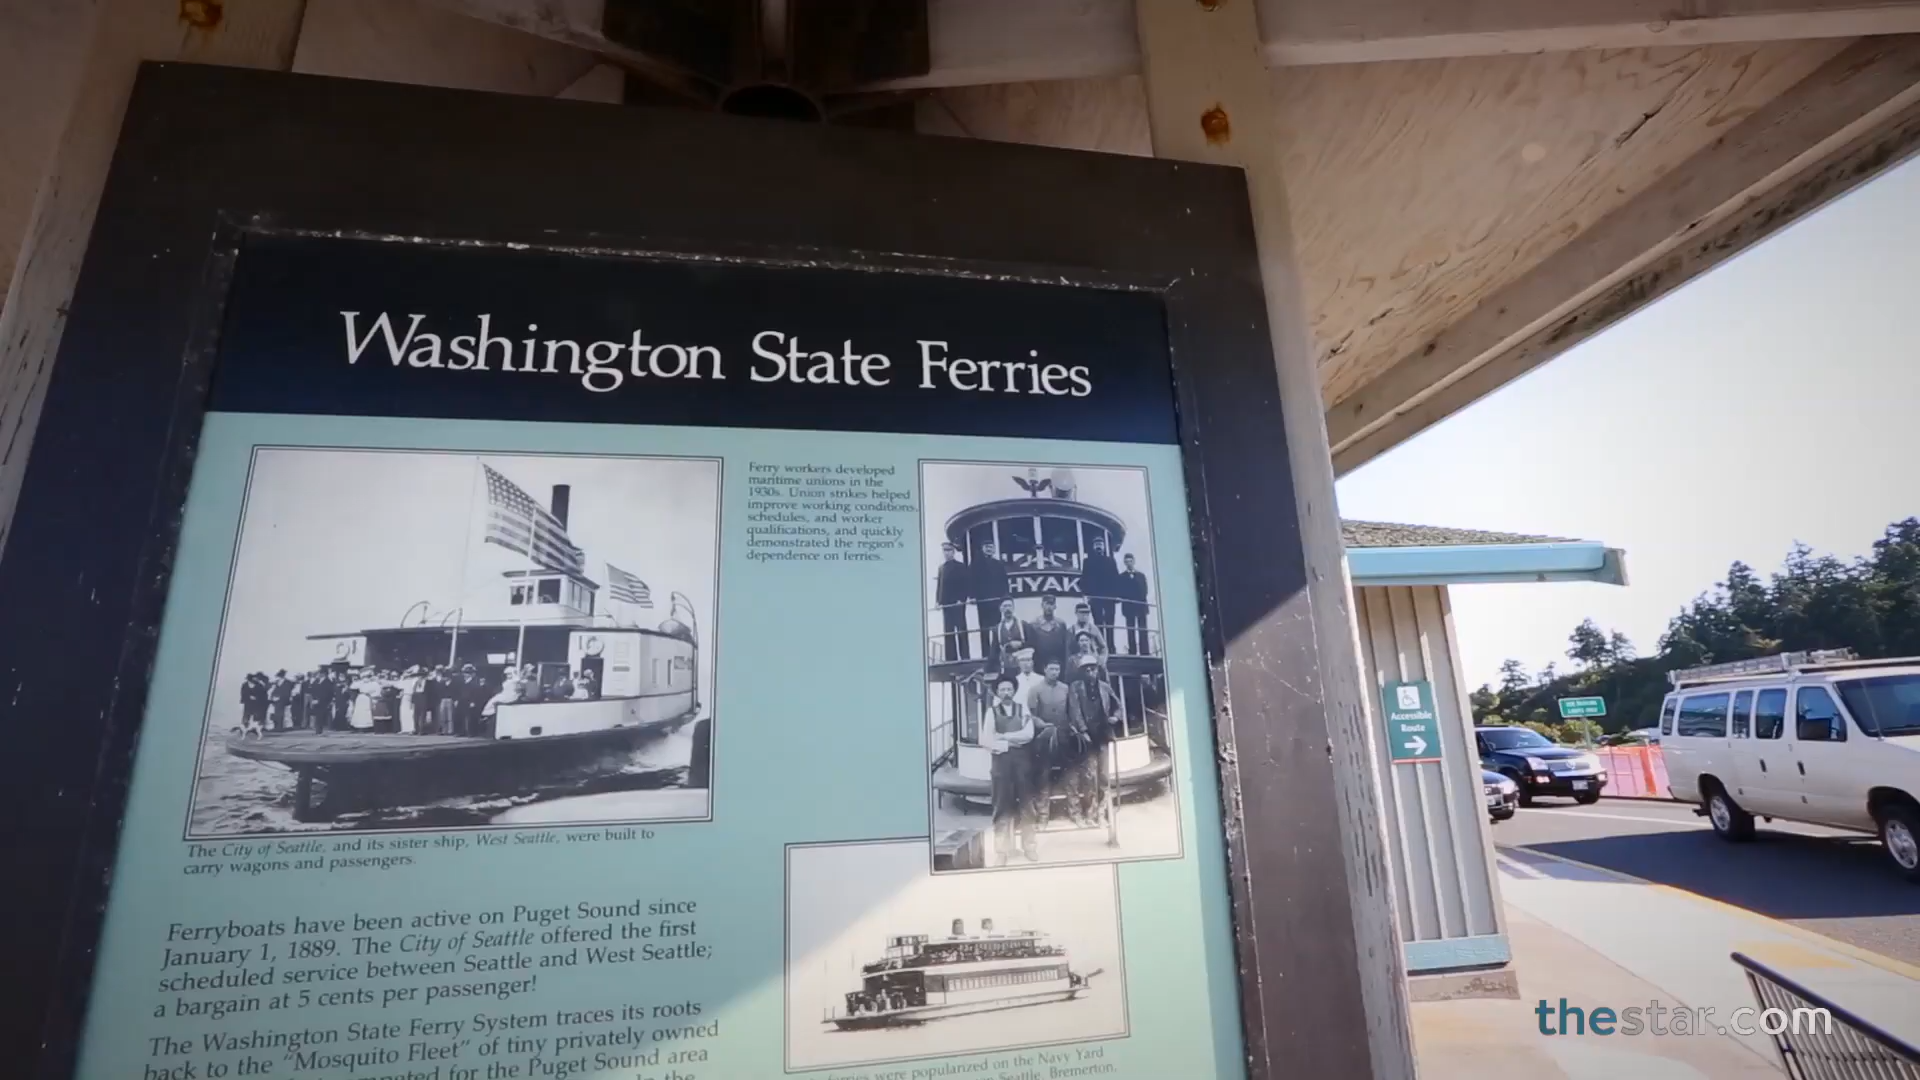 Washington State Ferries
Ferry workers developed
maritime unions in the
1930s. Union strikes helped
improve working conditions,
schedules, and worker
qualifications, and quickly
demonstrated the region's
dependence on ferries.
HYAK
The City of Seattle, and its sister ship, West Seattle, were built to
carry wagons and passengers.
Ferryboats have been active on Puget Sound since
January 1, 1889. The City of Seattle offered the first
scheduled service between Seattle and West Seattle;
a bargain at 5 cents per passenger!
The Washington State Ferry System traces its roots
back to the "Mosquito Fleet" of tiny privately owned
for the Puget Sound area
the
ferries were popularized on the Navy Yard
Seattle, Bremerton,
Accessible
Route
thestar.com